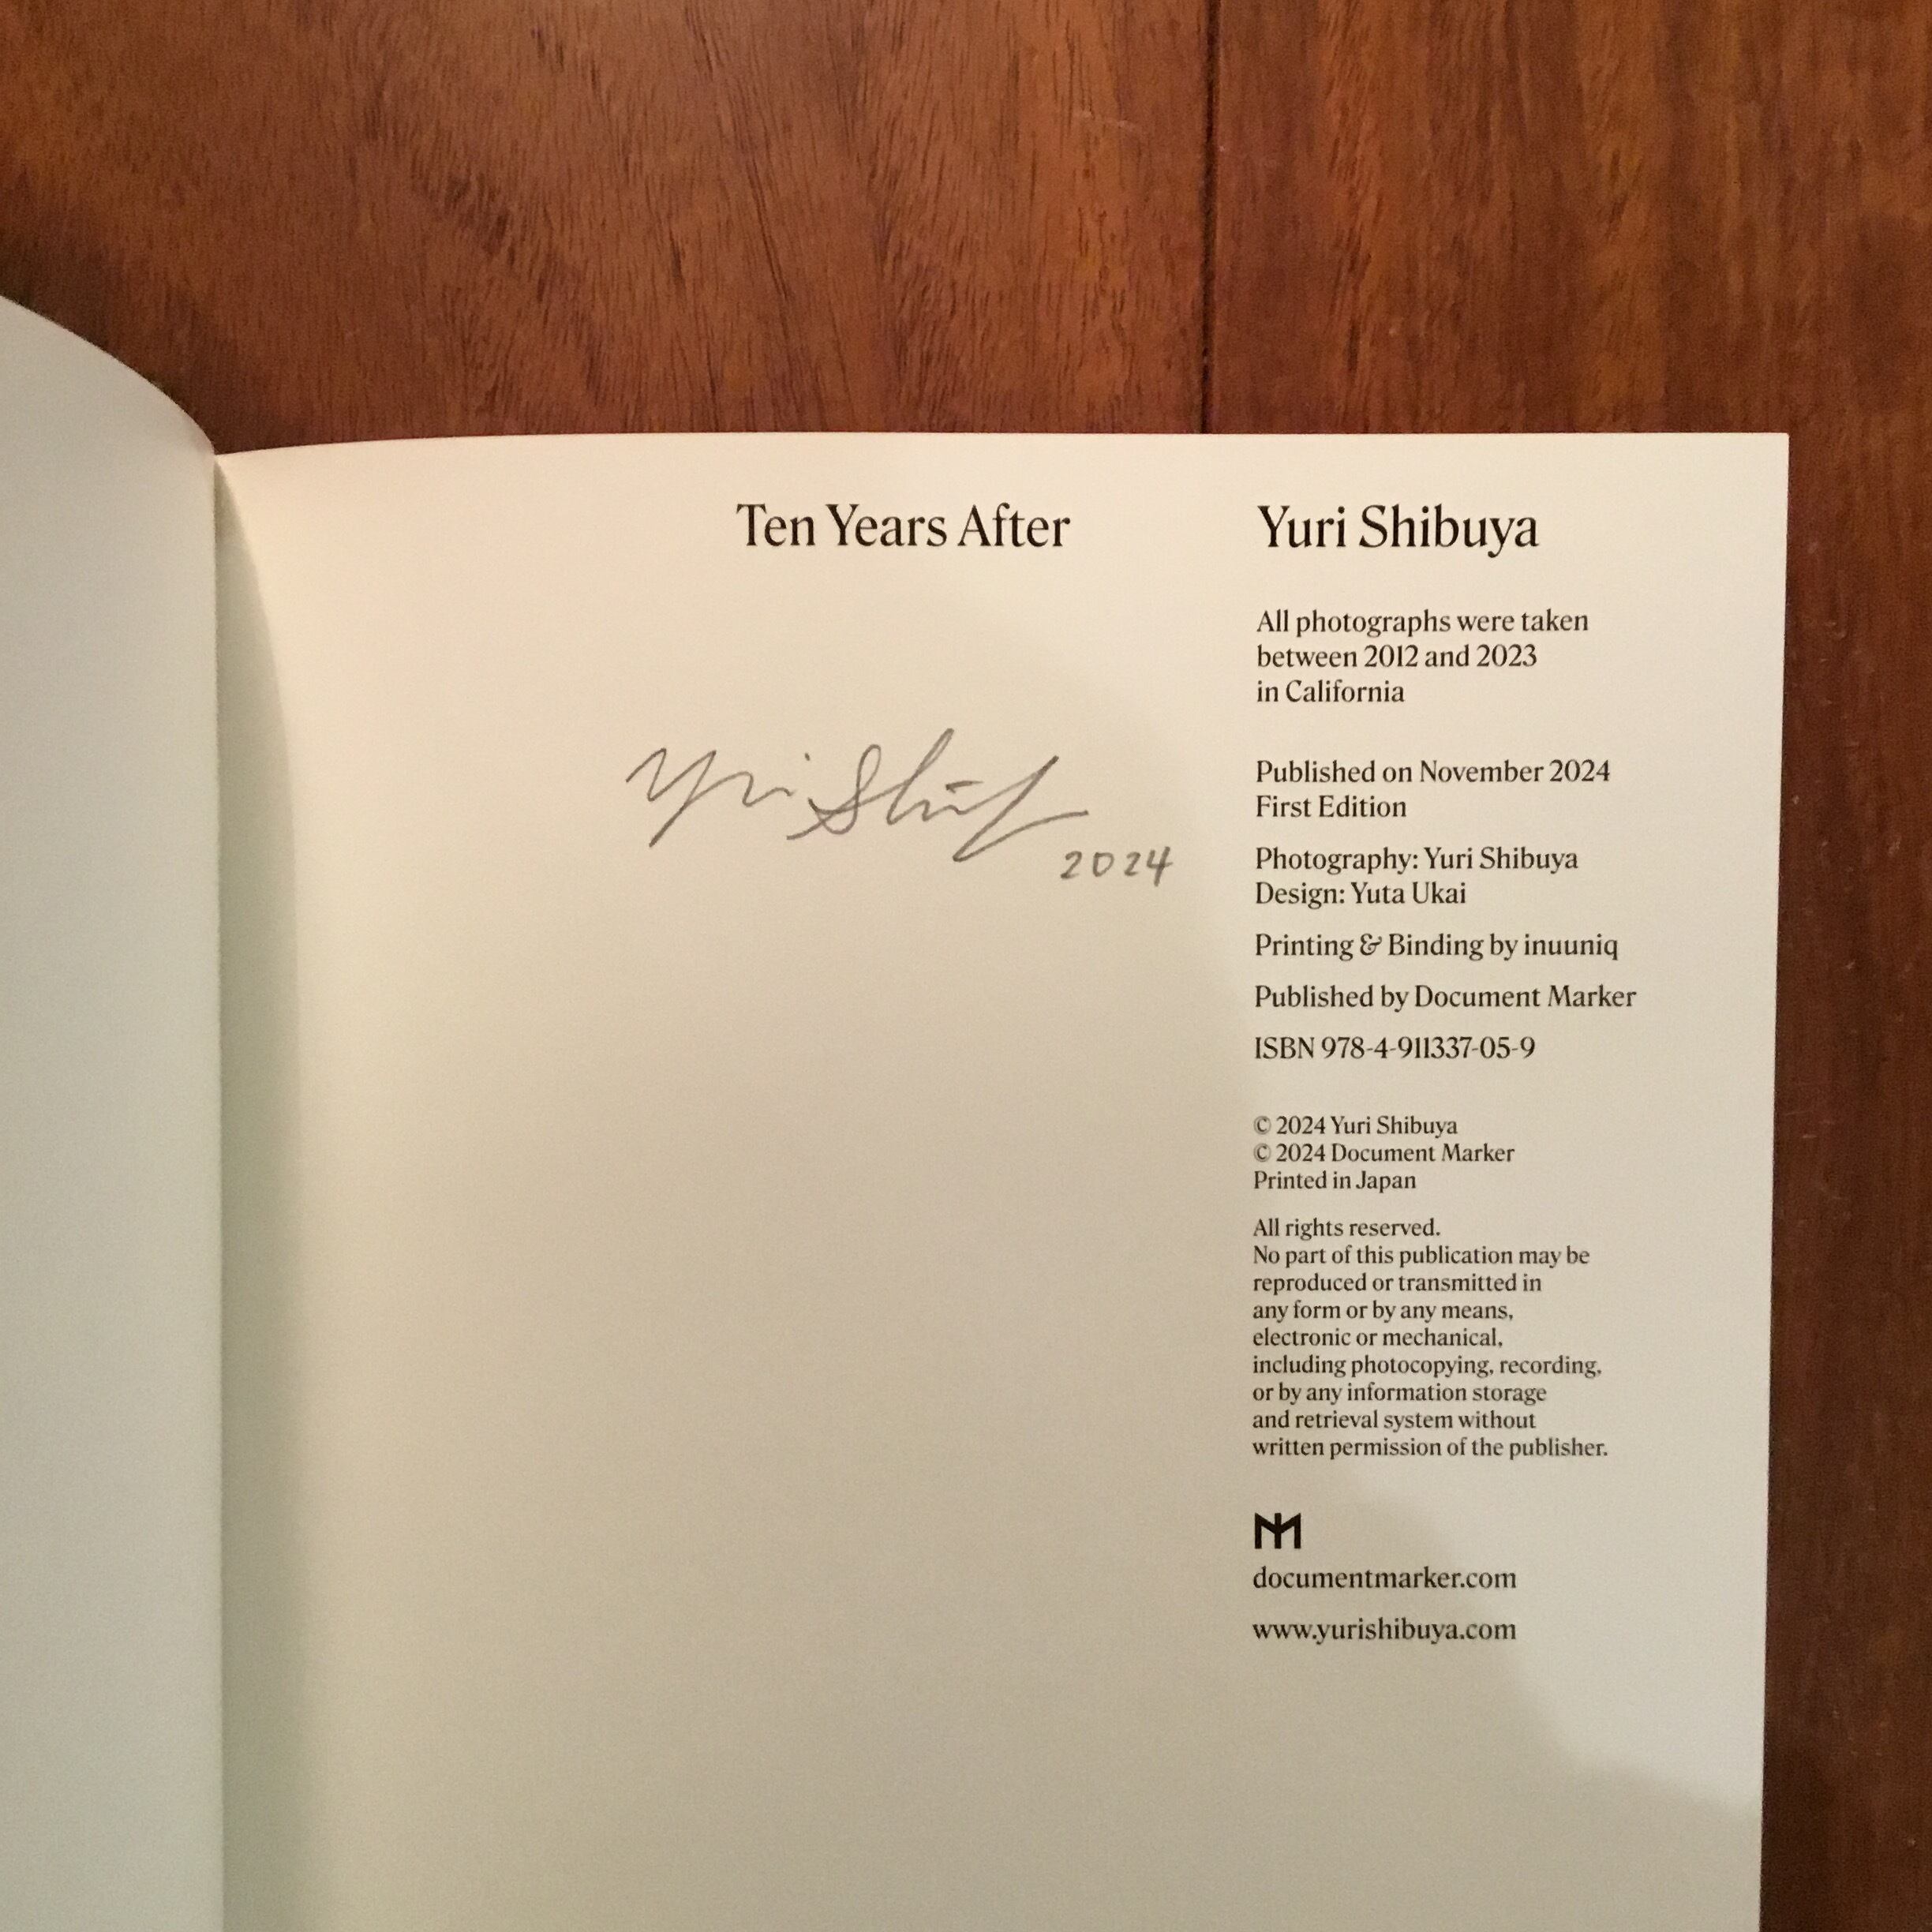 Ten Years After
Yuri Shibuya
All photographs were taken
between 2012 and 2023
in California
Yuri Shib
2024
Published on November 2024
First Edition
Photography: Yuri Shibuya
Design: Yuta Ukai
Printing & Binding by inuuniq
Published by Document Marker
ISBN 978-4-911337-05-9
© 2024 Yuri Shibuya
© 2024 Document Marker
Printed in Japan
All rights reserved.
No part of this publication may be
reproduced or transmitted in
any form or by any means,
electronic or mechanical,
including photocopying, recording,
or by any information storage
and retrieval system without
written permission of the publisher.
documentmarker.com
www.yurishibuya.com